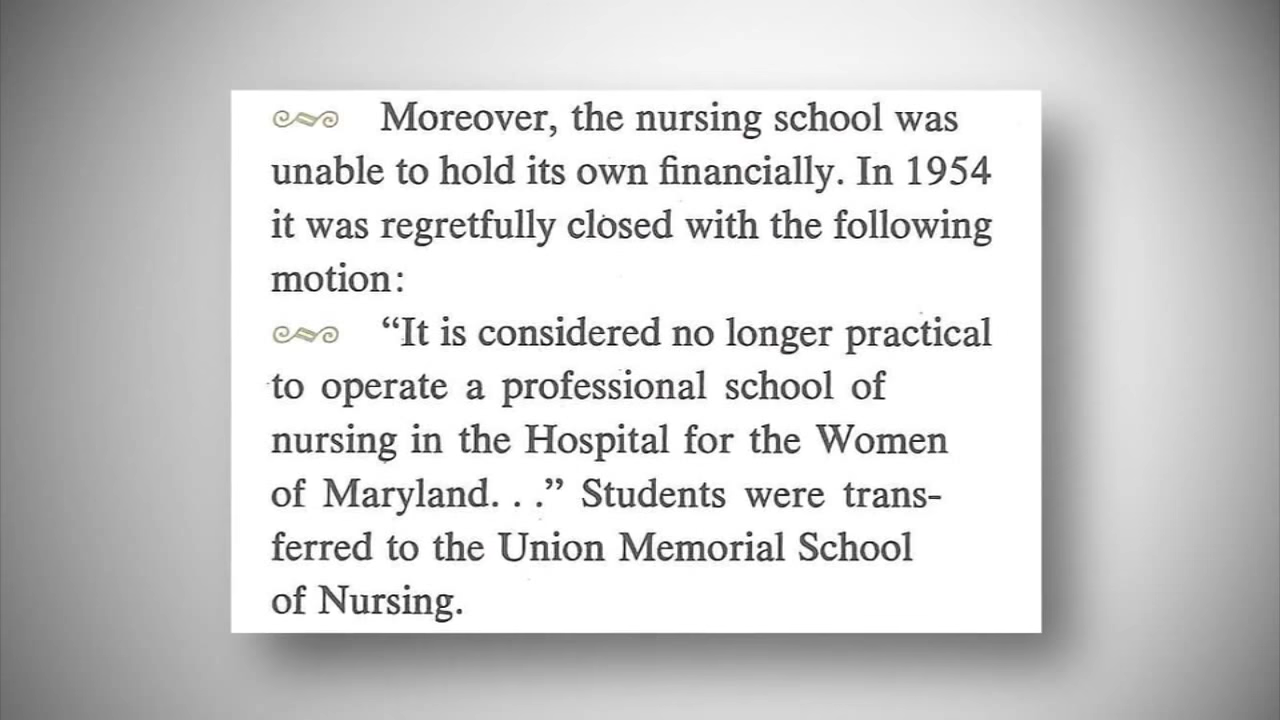 Moreover, the nursing school was
unable to hold its own financially. In 1954
it was regretfully closed with the following
motion:
“It is considered no longer practical
to operate a professional school of
nursing in the Hospital for the Women
of Maryland. . .” Students were trans-
ferred to the Union Memorial School
of Nursing.